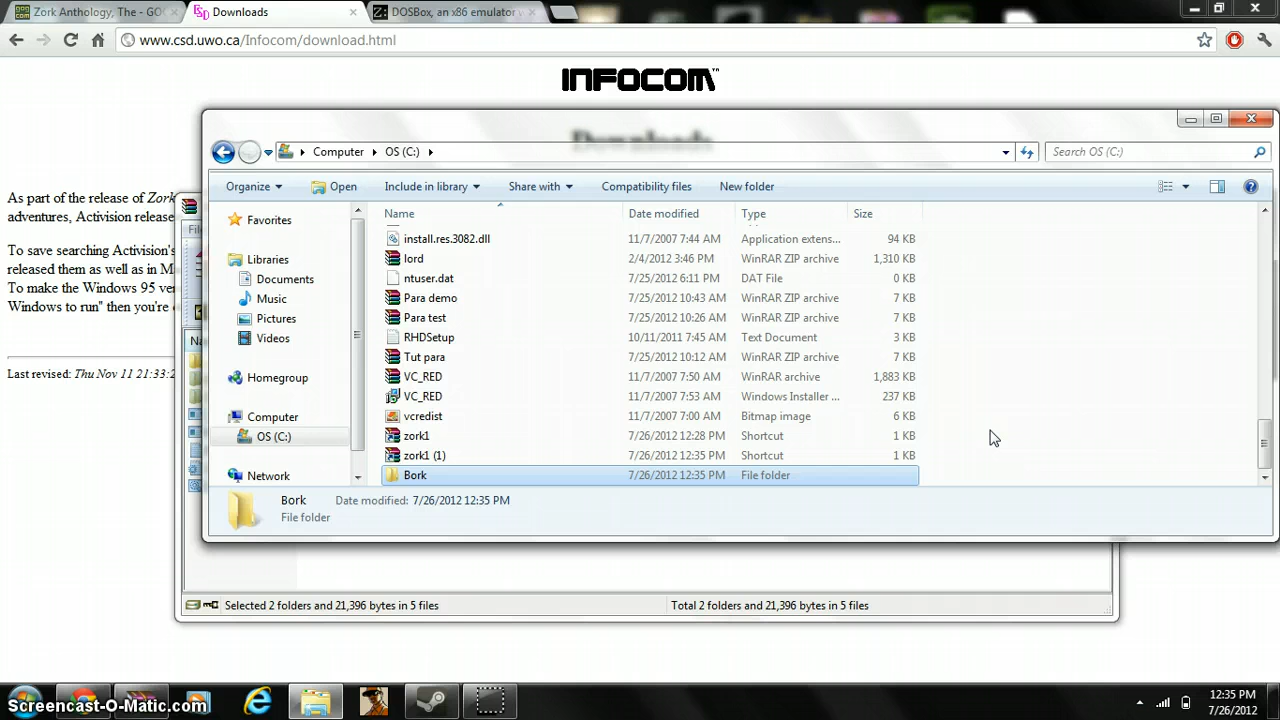 Zork Anthology, The - GO
Downloads
DOSBox, an x86 emulator
www.csd.uwo.ca/Infocom/download.html
INFOCOM™
Downloads
As part of the release of Zork
adventures, Activision release
To save searching Activision's
released them as well as in Ma
To make the Windows 95 ver
Windows to run" then you're
Last revised: Thu Nov 11 21:33:2
Computer OS (C:)
Search OS (C:)
Organize Open Include in library Share with Compatibility files New folder
Favorites
Libraries
Documents
Music
Pictures
Videos
Homegroup
Computer
OS (C:)
Network
Name Date modified Type Size
install.res.3082.dll 11/7/2007 7:44 AM Application extens... 94 KB
lord 2/4/2012 3:46 PM WinRAR ZIP archive 1,310 KB
ntuser.dat 7/25/2012 6:11 PM DAT File 0 KB
Para demo 7/25/2012 10:43 AM WinRAR ZIP archive 7 KB
Para test 7/25/2012 10:26 AM WinRAR ZIP archive 7 KB
RHDSetup 10/11/2011 7:45 AM Text Document 3 KB
Tut para 7/25/2012 10:12 AM WinRAR ZIP archive 7 KB
VC_RED 11/7/2007 7:50 AM WinRAR archive 1,883 KB
VC_RED 11/7/2007 7:53 AM Windows Installer ... 237 KB
vcredist 11/7/2007 7:00 AM Bitmap image 6 KB
zork1 7/26/2012 12:28 PM Shortcut 1 KB
zork1 (1) 7/26/2012 12:35 PM Shortcut 1 KB
Bork 7/26/2012 12:35 PM File folder
Bork Date modified: 7/26/2012 12:35 PM
File folder
Fil
Na
Selected 2 folders and 21,396 bytes in 5 files
Total 2 folders and 21,396 bytes in 5 files
Screencast-O-Matic.com
12:35 PM
7/26/2012